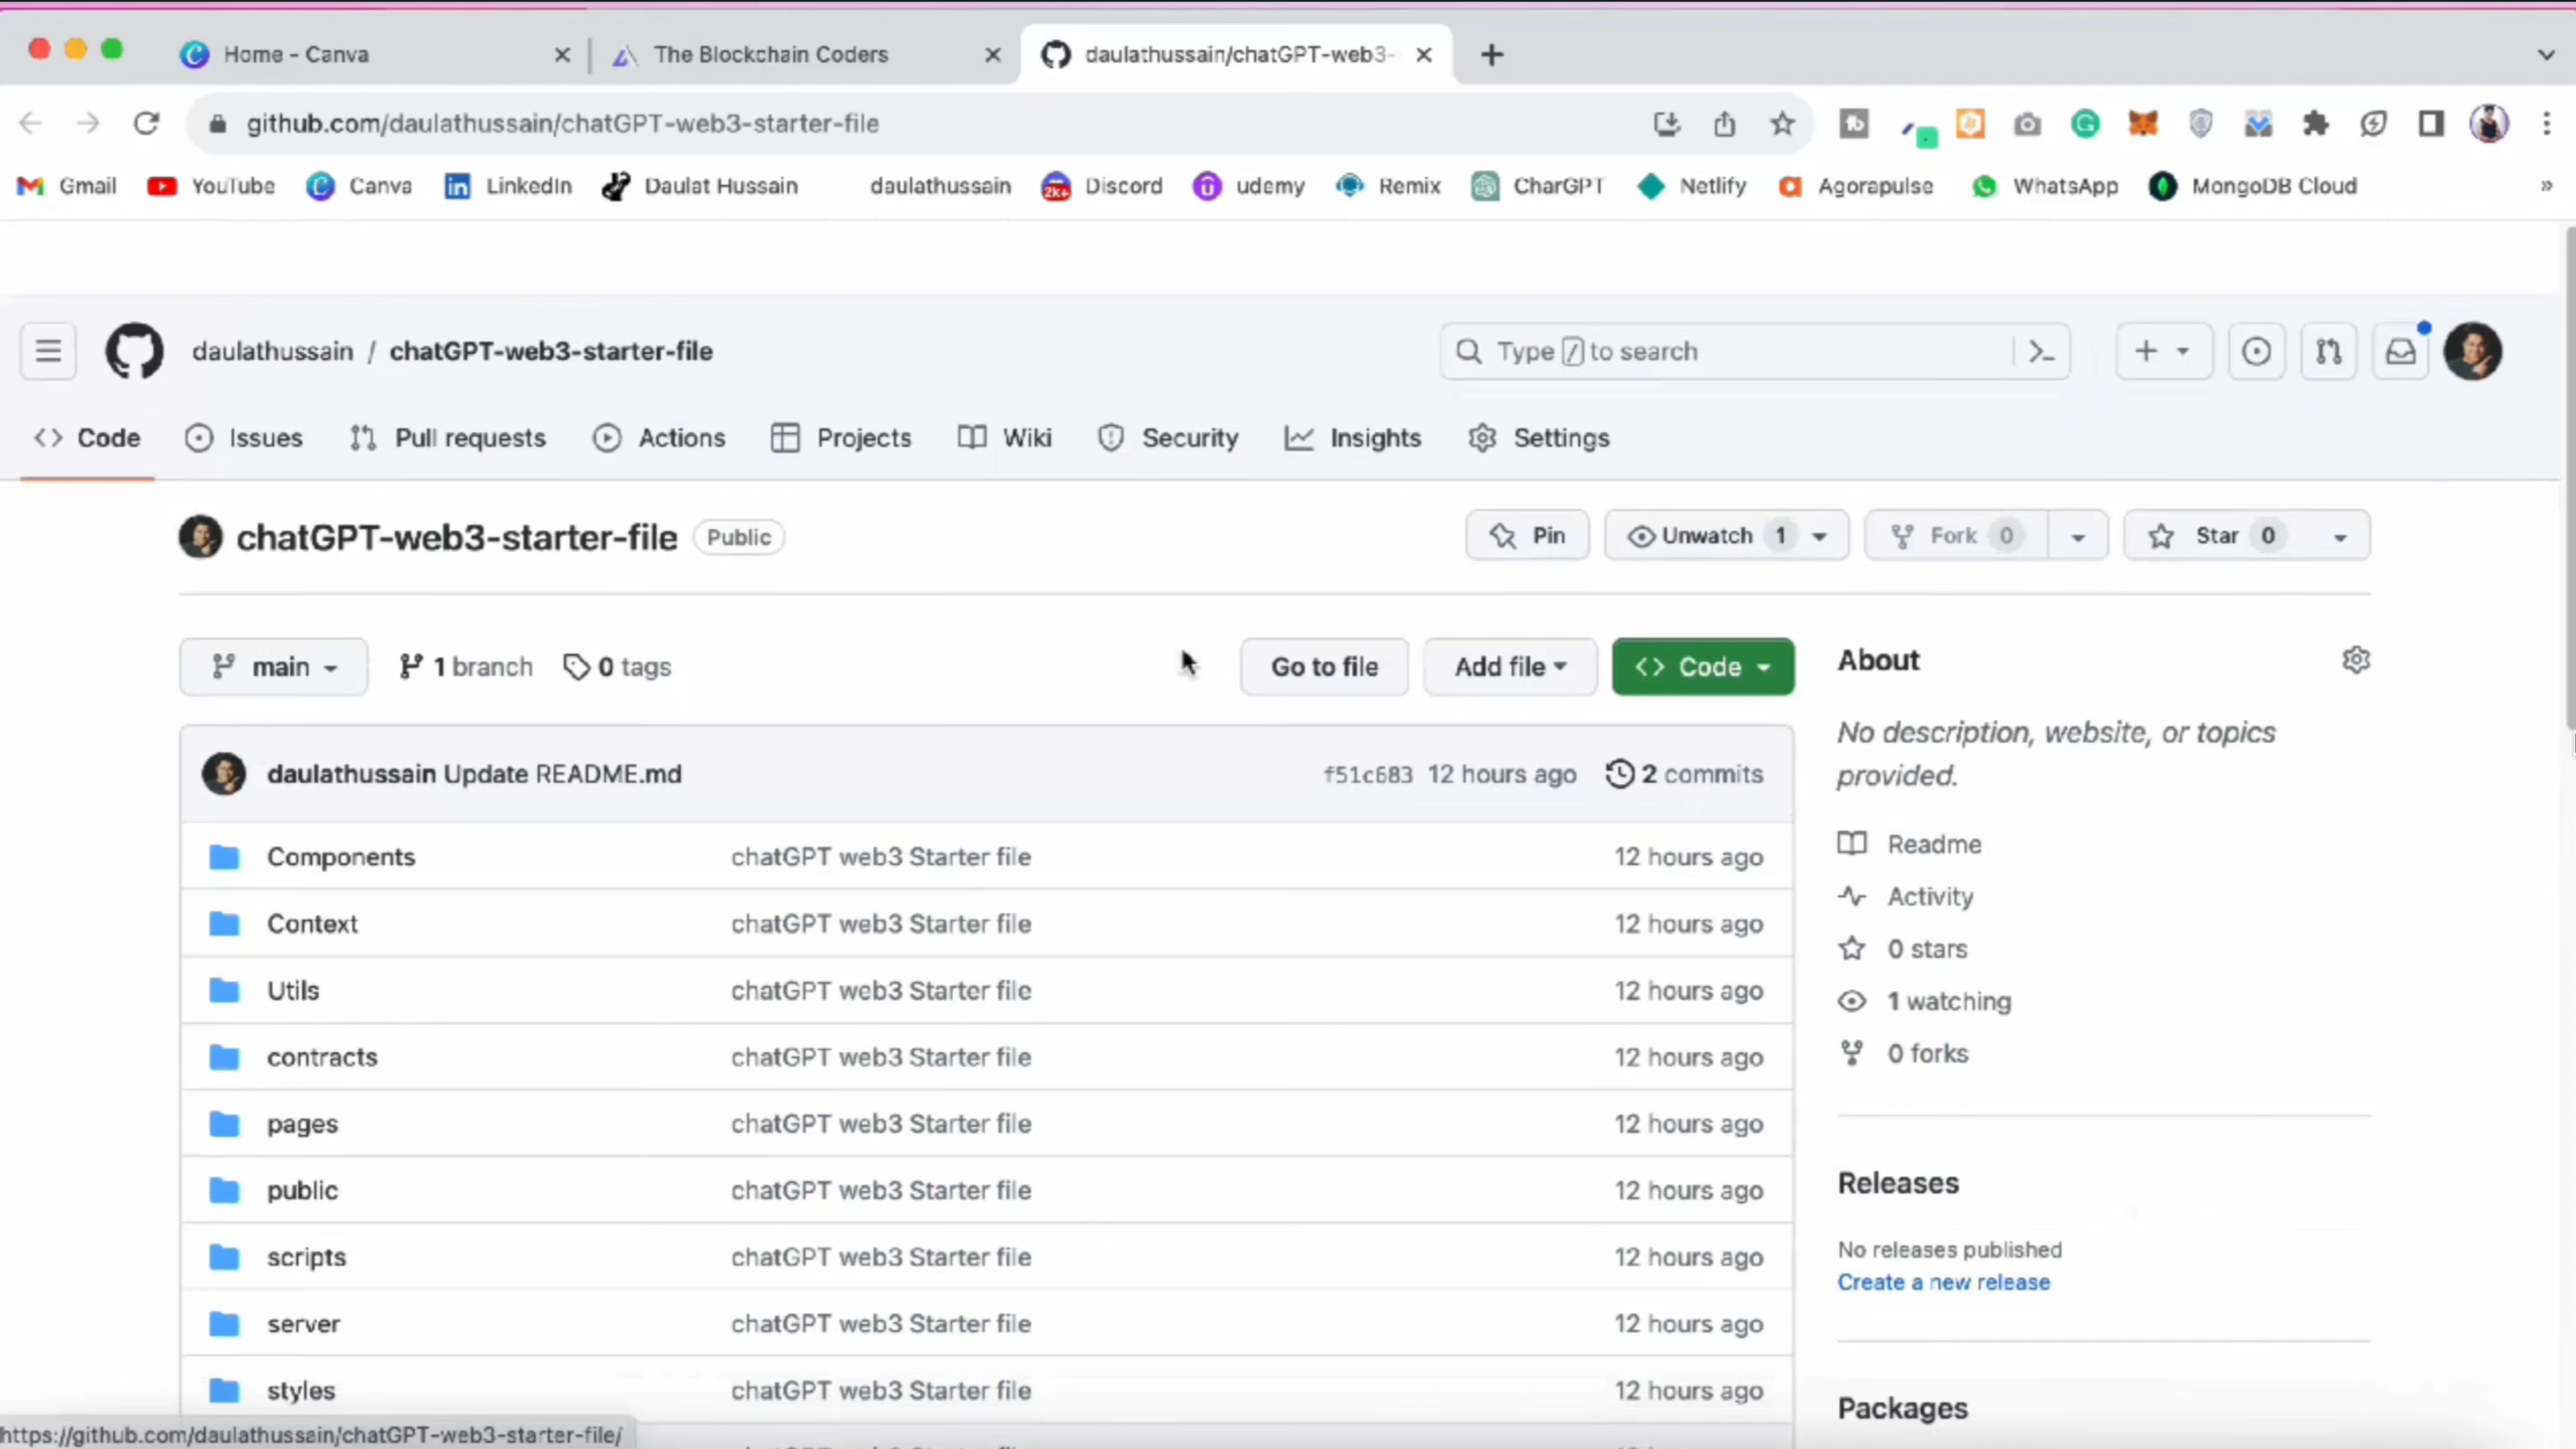 Home - Canva
The Blockchain Coders
daulathussain/chatGPT-web3-
github.com/daulathussain/chatGPT-web3-starter-file
Gmail
YouTube
Canva
LinkedIn
Daulat Hussain
daulathussain
2k+
Discord
udemy
Remix
CharGPT
Netlify
Agorapulse
WhatsApp
MongoDB Cloud
daulathussain / chatGPT-web3-starter-file
Type / to search
Code
Issues
Pull requests
Actions
Projects
Wiki
Security
Insights
Settings
chatGPT-web3-starter-file
Public
Pin
Unwatch 1
Fork 0
Star 0
main
1 branch
0 tags
Go to file
Add file
Code
daulathussain Update README.md
f51c683 12 hours ago
2 commits
Components chatGPT web3 Starter file 12 hours ago
Context chatGPT web3 Starter file 12 hours ago
Utils chatGPT web3 Starter file 12 hours ago
contracts chatGPT web3 Starter file 12 hours ago
pages chatGPT web3 Starter file 12 hours ago
public chatGPT web3 Starter file 12 hours ago
scripts chatGPT web3 Starter file 12 hours ago
server chatGPT web3 Starter file 12 hours ago
styles chatGPT web3 Starter file 12 hours ago
About
No description, website, or topics
provided.
Readme
Activity
0 stars
1 watching
0 forks
Releases
No releases published
Create a new release
Packages
https://github.com/daulathussain/chatGPT-web3-starter-file/